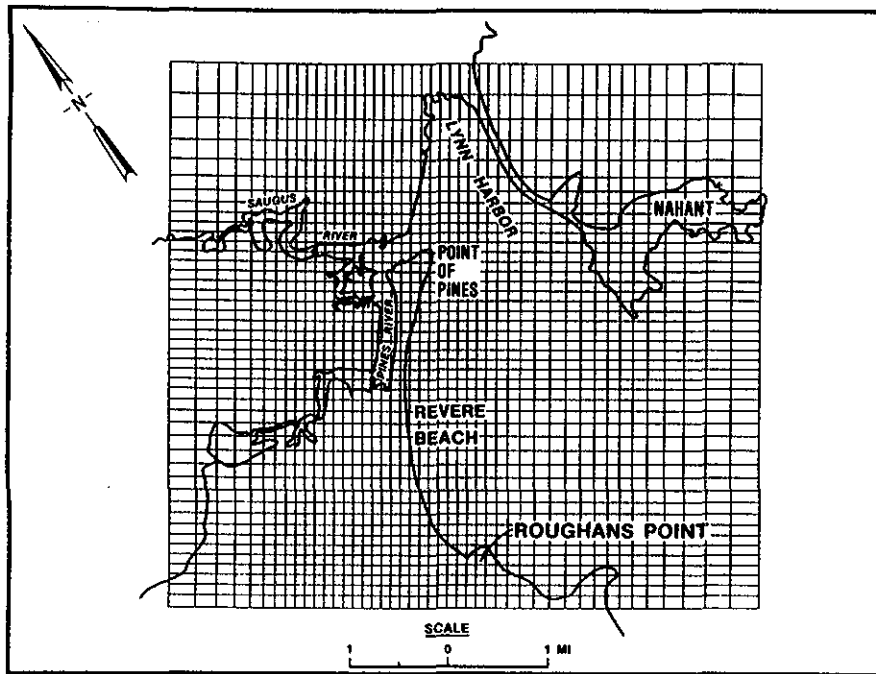 N
LYNN HARBOR
SAUGUS
RIVER
NAHANT
POINT
OF
PINES
PINES RIVER
REVERE
BEACH
ROUGHANS POINT
SCALE
1 0 1 MI